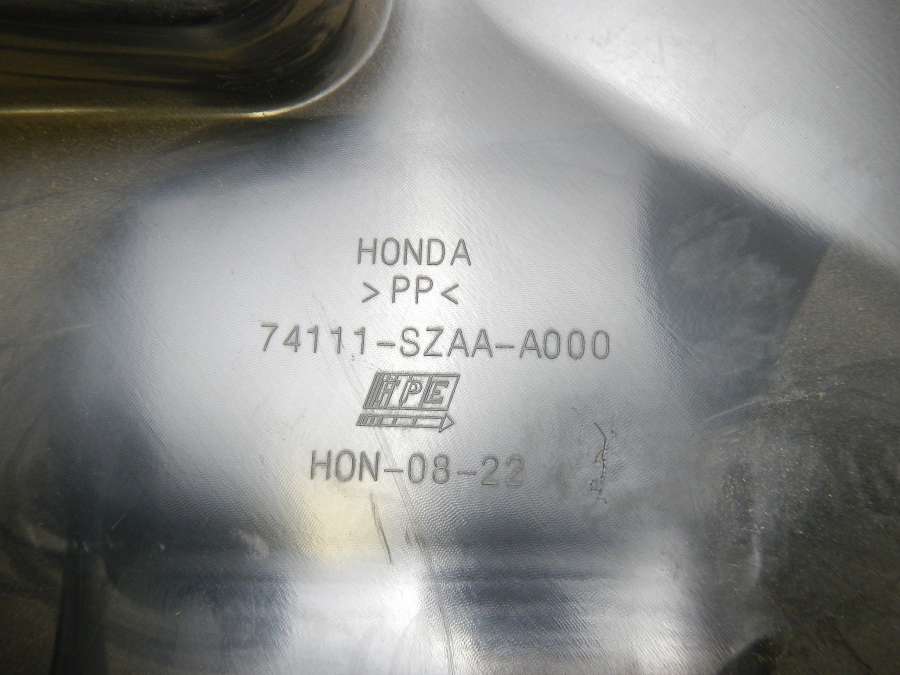 HONDA
>PP<
74111-SZAA-A000
HPE
HON-08-22